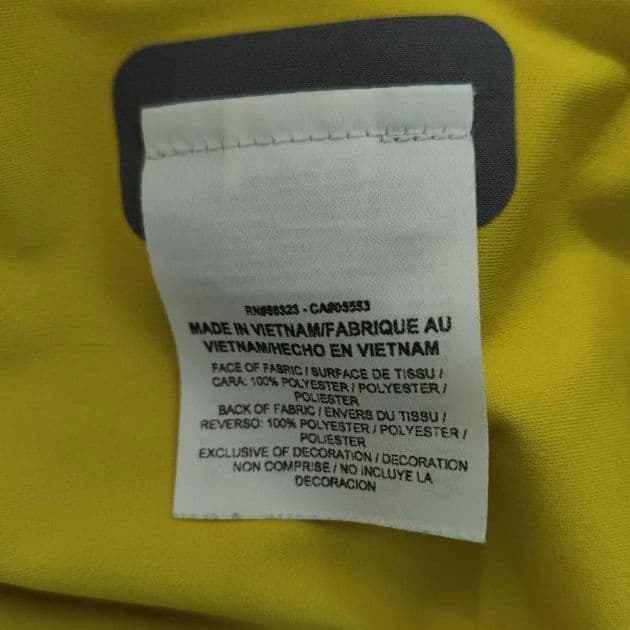 RN#56323 - CA#05553
MADE IN VIETNAM/FABRIQUE AU
VIETNAM/HECHO EN VIETNAM
FACE OF FABRIC / SURFACE DE TISSU /
CARA: 100% POLYESTER / POLYESTER /
POLIESTER
BACK OF FABRIC / ENVERS DU TISSU /
REVERSO: 100% POLYESTER / POLYESTER /
POLIESTER
EXCLUSIVE OF DECORATION / DECORATION
NON COMPRISE / NO INCLUYE LA
DECORACION